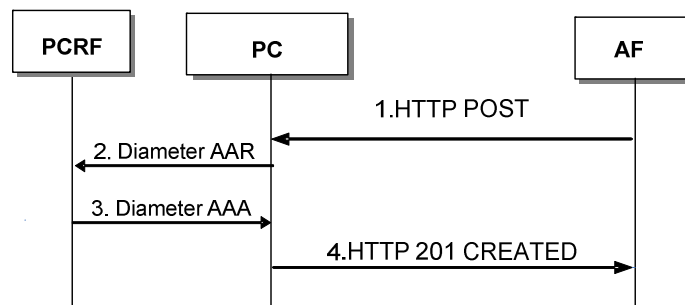 PCRF
PC
AF
1.HTTP POST
2. Diameter AAR
3. Diameter AAA
4.HTTP 201 CREATED